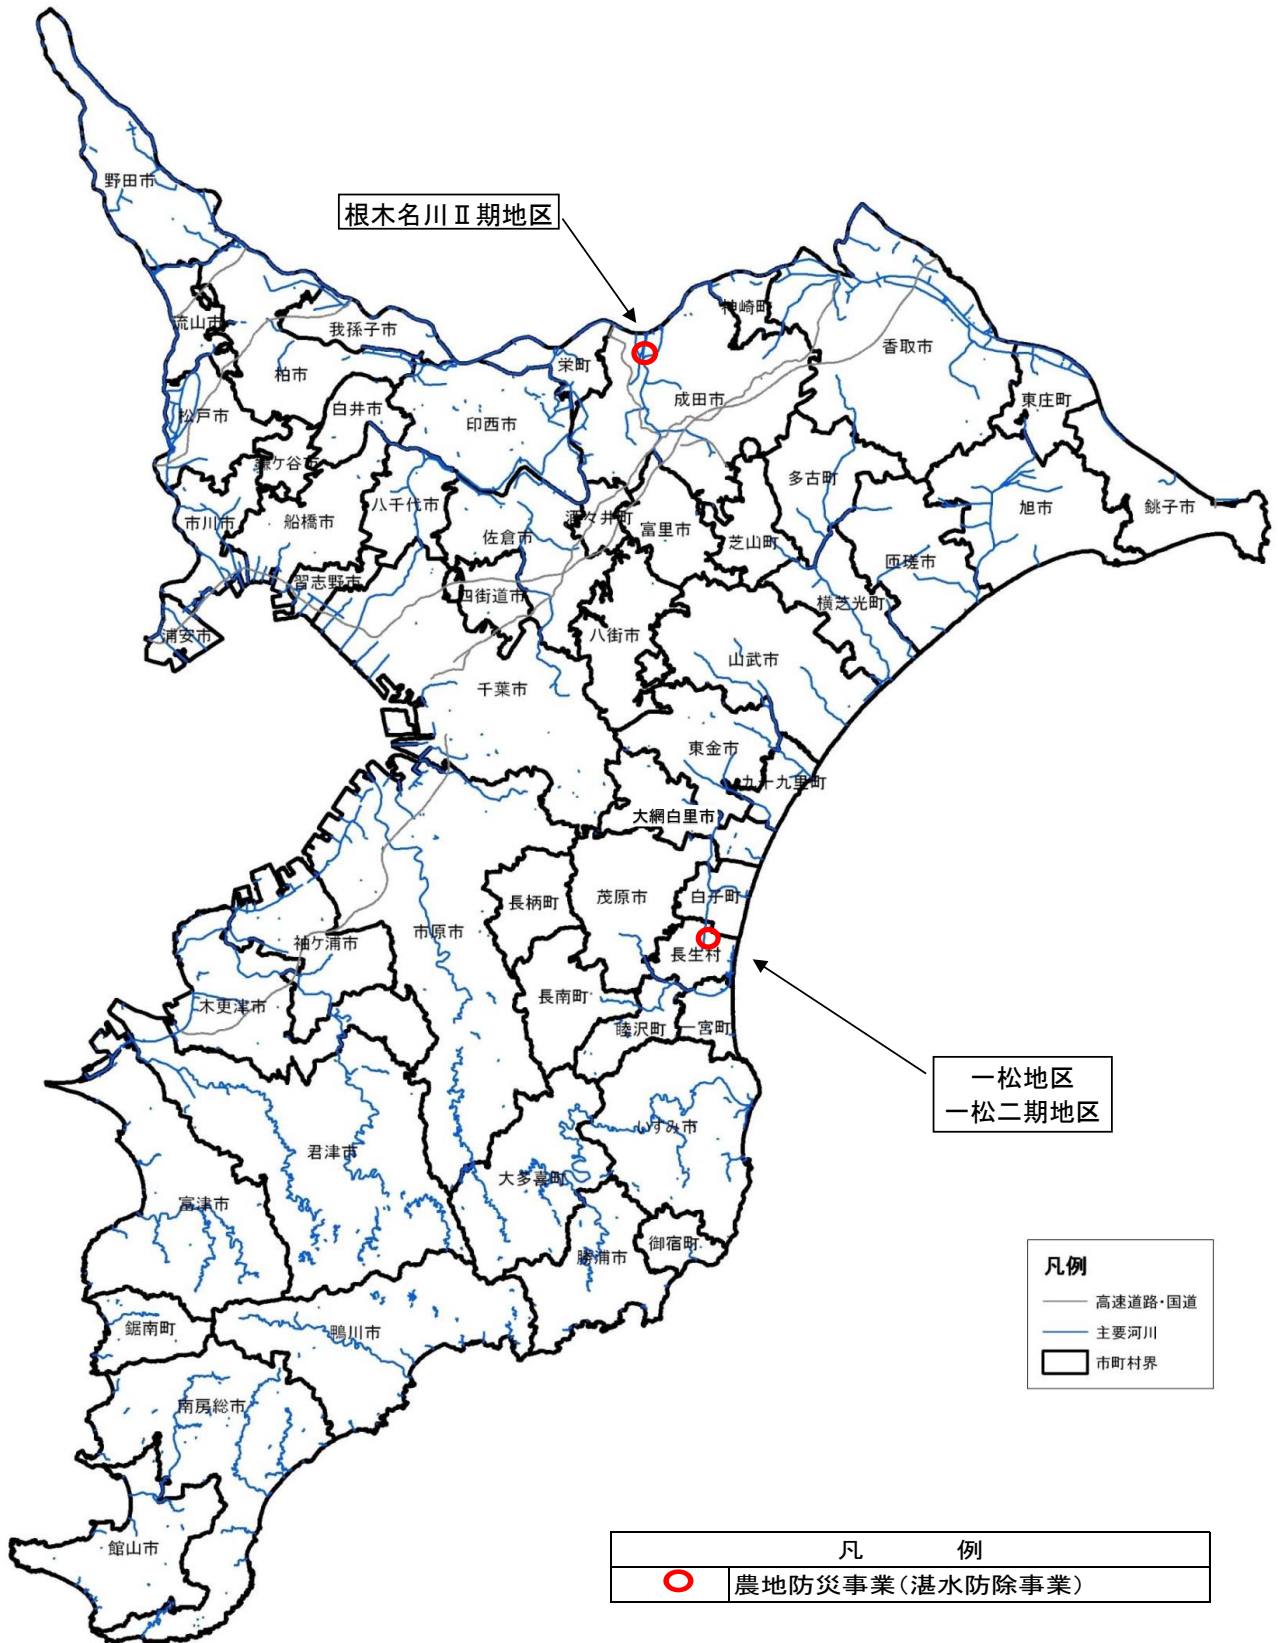 野田市
根木名川Ⅱ期地区
流山市
我孫子市
神崎町
香取市
柏市
栄町
成田市
東庄町
松戸市
白井市
印西市
鎌ケ谷市
多古町
市川市
船橋市
八千代市
佐倉市
酒々井町
富里市
芝山町
旭市
銚子市
匝瑳市
習志野市
四街道市
横芝光町
浦安市
八街市
山武市
千葉市
東金市
九十九里町
大網白里市
長柄町
茂原市
白子町
市原市
袖ケ浦市
長生村
木更津市
長南町
睦沢町
一宮町
一松地区
一松二期地区
いすみ市
君津市
大多喜町
富津市
御宿町
勝浦市
凡例
高速道路・国道
主要河川
市町村界
鋸南町
鴨川市
南房総市
館山市
凡 例
農地防災事業(湛水防除事業)